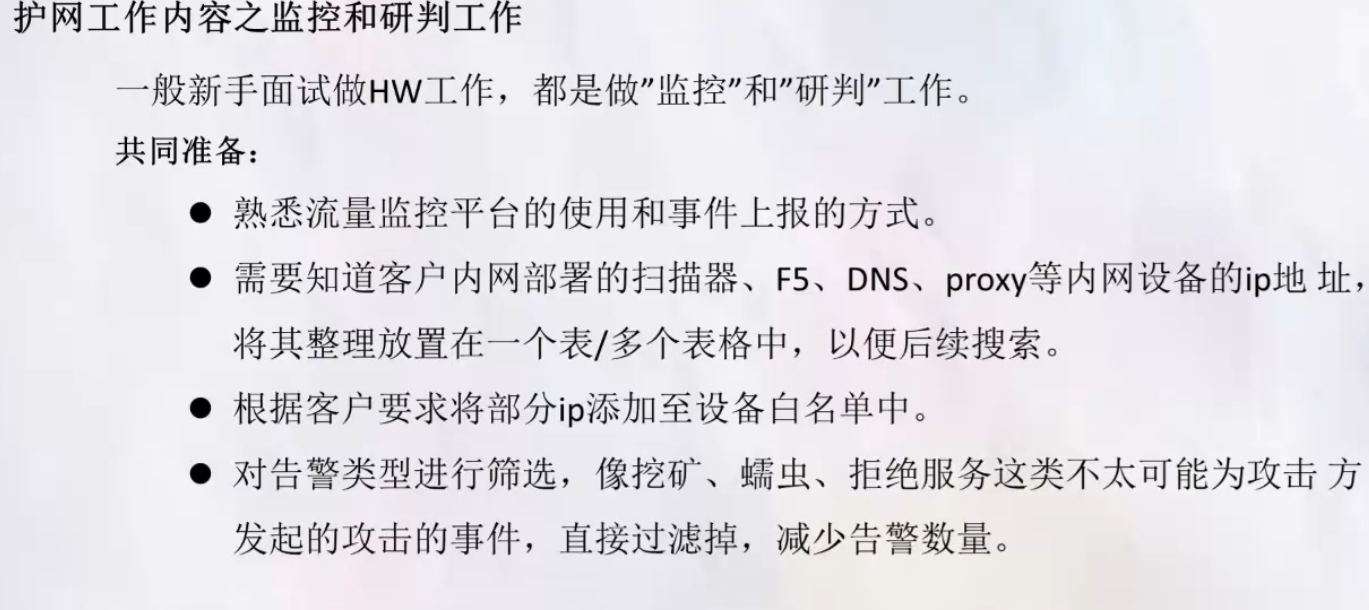 护网工作内容之监控和研判工作
一般新手面试做HW工作，都是做”监控”和”研判”工作。
共同准备：
● 熟悉流量监控平台的使用和事件上报的方式。
● 需要知道客户内网部署的扫描器、F5、DNS、proxy等内网设备的ip地 址，
将其整理放置在一个表/多个表格中，以便后续搜索。
● 根据客户要求将部分ip添加至设备白名单中。
● 对告警类型进行筛选，像挖矿、蠕虫、拒绝服务这类不太可能为攻击 方
发起的攻击的事件，直接过滤掉，减少告警数量。